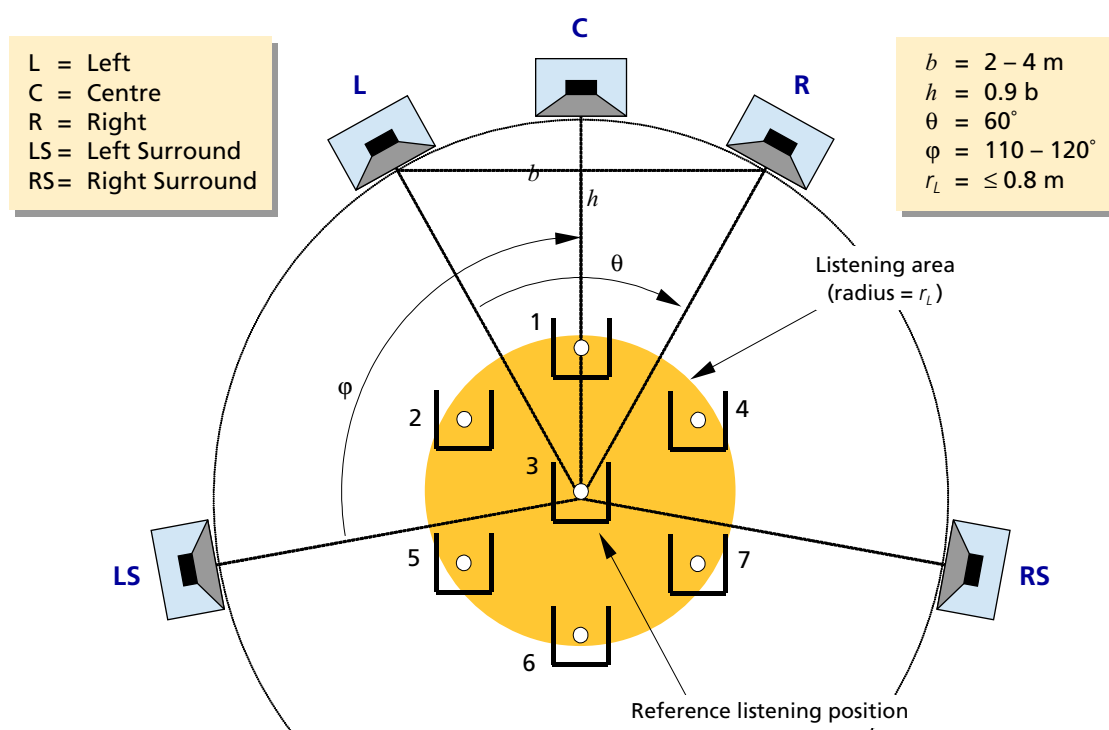 C
L
R
L = Left
C = Centre
R = Right
LS = Left Surround
RS = Right Surround
b = 2 – 4 m
h = 0.9 b
θ = 60°
φ = 110 – 120°
r_L = ≤ 0.8 m
b
h
θ
Listening area
(radius = r_L)
1
φ
2
4
3
5
7
LS
RS
6
Reference listening position